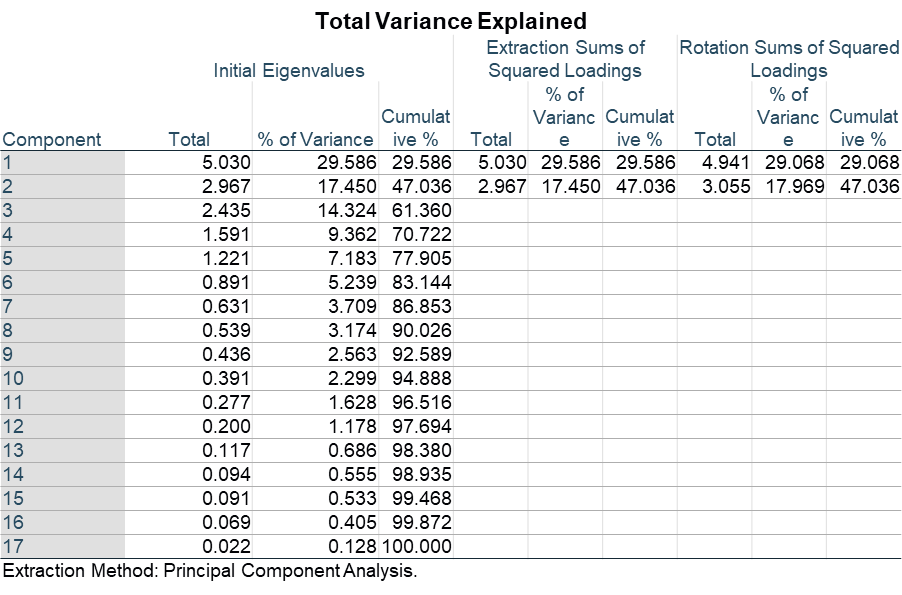 Total Variance Explained
Extraction Sums of Rotation Sums of Squared
Initial Eigenvalues Squared Loadings Loadings
% of % of
Cumulat Varianc Cumulat Varianc Cumulat
Component Total % of Variance ive % Total e ive % Total e ive %
1 5.030 29.586 29.586 5.030 29.586 29.586 4.941 29.068 29.068
2 2.967 17.450 47.036 2.967 17.450 47.036 3.055 17.969 47.036
3 2.435 14.324 61.360
4 1.591 9.362 70.722
5 1.221 7.183 77.905
6 0.891 5.239 83.144
7 0.631 3.709 86.853
8 0.539 3.174 90.026
9 0.436 2.563 92.589
10 0.391 2.299 94.888
11 0.277 1.628 96.516
12 0.200 1.178 97.694
13 0.117 0.686 98.380
14 0.094 0.555 98.935
15 0.091 0.533 99.468
16 0.069 0.405 99.872
17 0.022 0.128 100.000
Extraction Method: Principal Component Analysis.